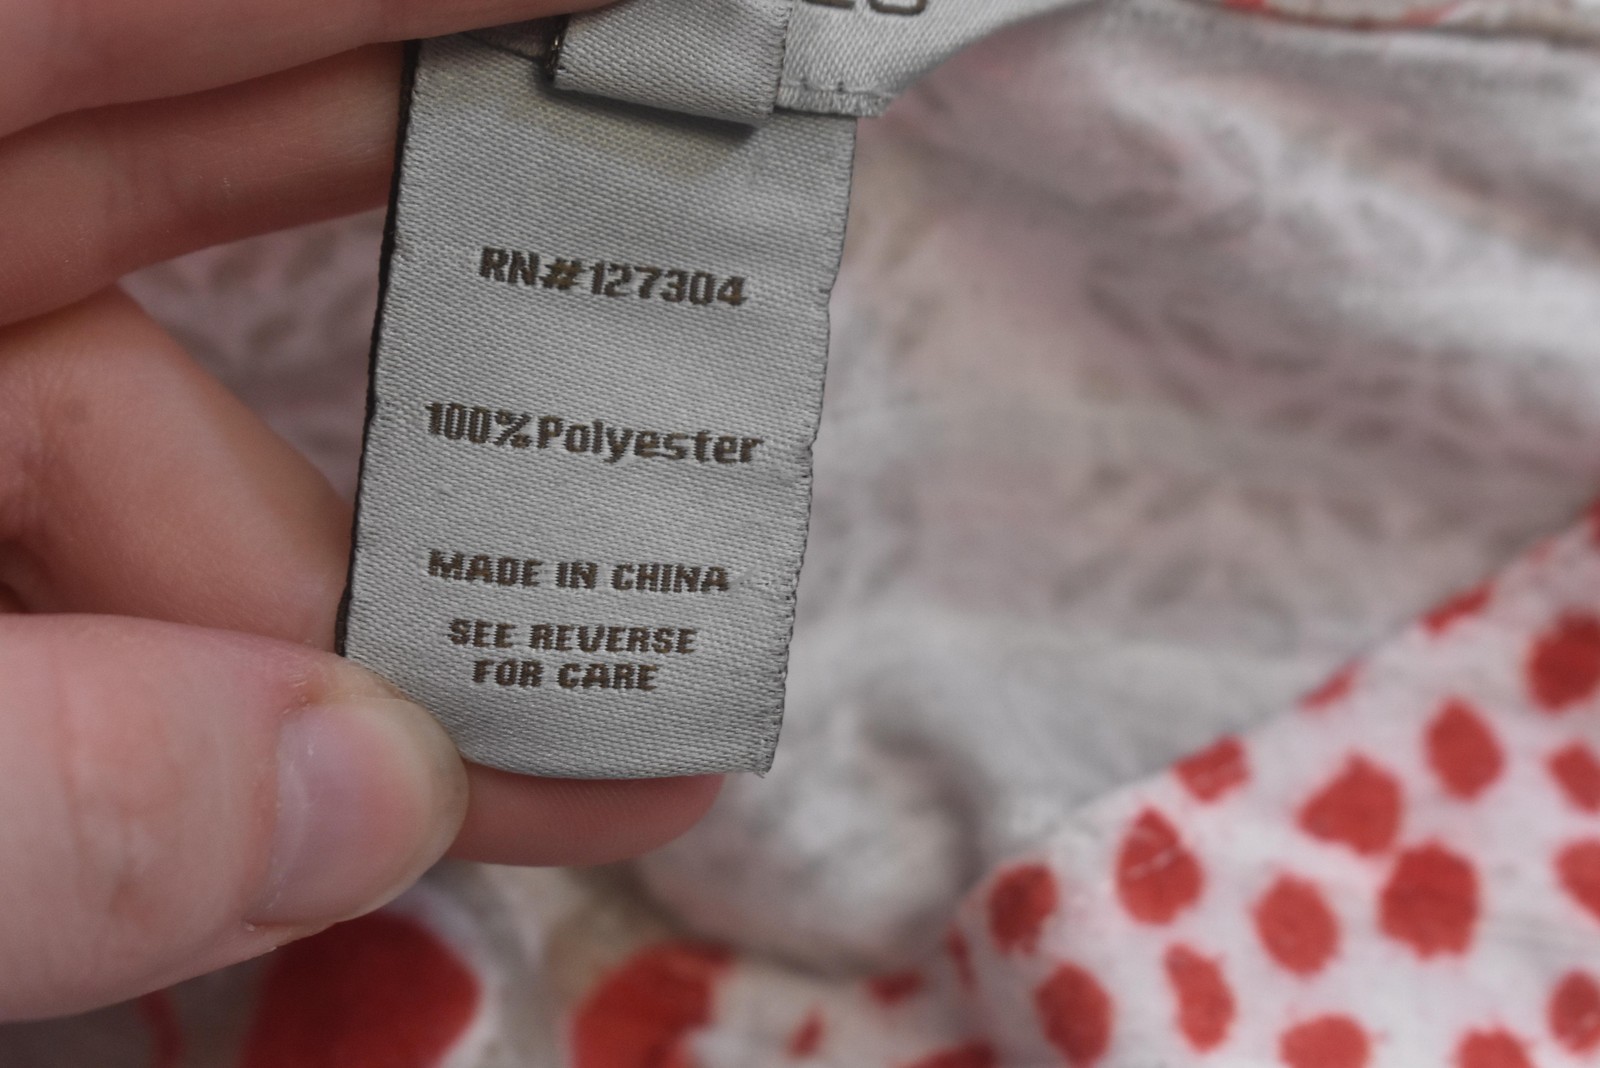 RN#127304
100%Polyester
MADE IN CHINA
SEE REVERSE
FOR CARE